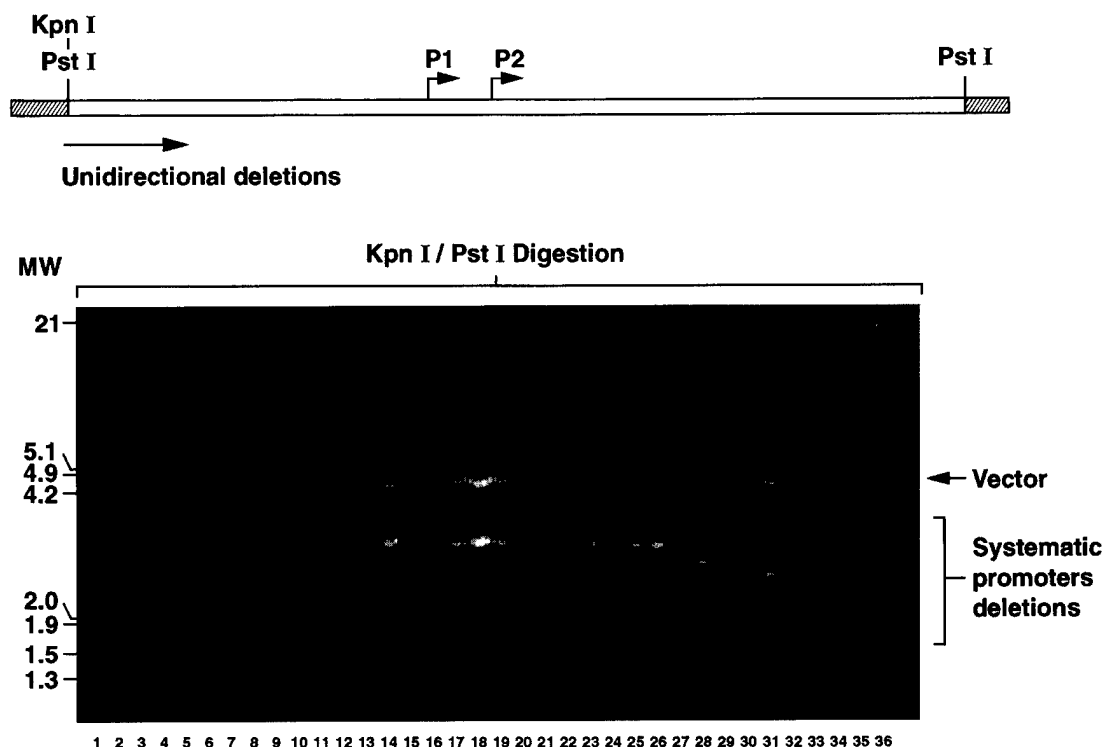 Kpn I
Pst I
P1
P2
Pst I
Unidirectional deletions
Kpn I / Pst I Digestion
MW
21
5.1
4.9
4.2
2.0
1.9
1.5
1.3
Vector
Systematic
promoters
deletions
1 2 3 4 5 6 7 8 9 10 11 12 13 14 15 16 17 18 19 20 21 22 23 24 25 26 27 28 29 30 31 32 33 34 35 36